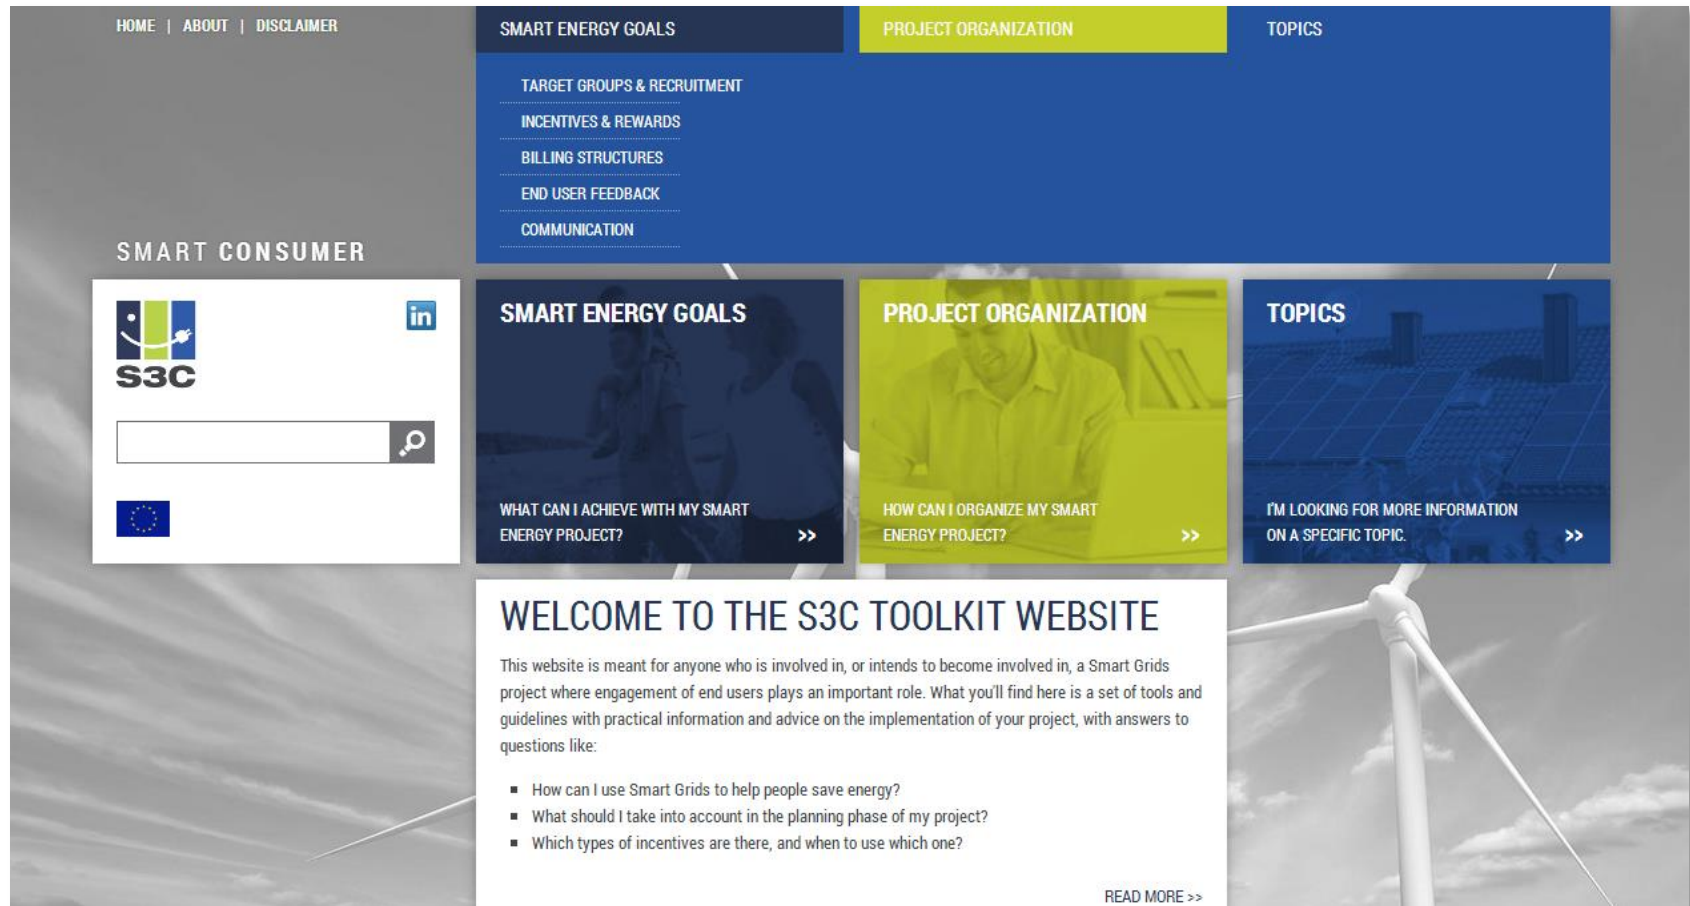 HOME | ABOUT | DISCLAIMER
SMART ENERGY GOALS
PROJECT ORGANIZATION
TOPICS
TARGET GROUPS & RECRUITMENT
INCENTIVES & REWARDS
BILLING STRUCTURES
END USER FEEDBACK
COMMUNICATION
SMART CONSUMER
S3C
in
SMART ENERGY GOALS
WHAT CAN I ACHIEVE WITH MY SMART
ENERGY PROJECT? >>
PROJECT ORGANIZATION
HOW CAN I ORGANIZE MY SMART
ENERGY PROJECT? >>
TOPICS
I'M LOOKING FOR MORE INFORMATION
ON A SPECIFIC TOPIC. >>
WELCOME TO THE S3C TOOLKIT WEBSITE
This website is meant for anyone who is involved in, or intends to become involved in, a Smart Grids
project where engagement of end users plays an important role. What you'll find here is a set of tools and
guidelines with practical information and advice on the implementation of your project, with answers to
questions like:
How can I use Smart Grids to help people save energy?
What should I take into account in the planning phase of my project?
Which types of incentives are there, and when to use which one?
READ MORE >>